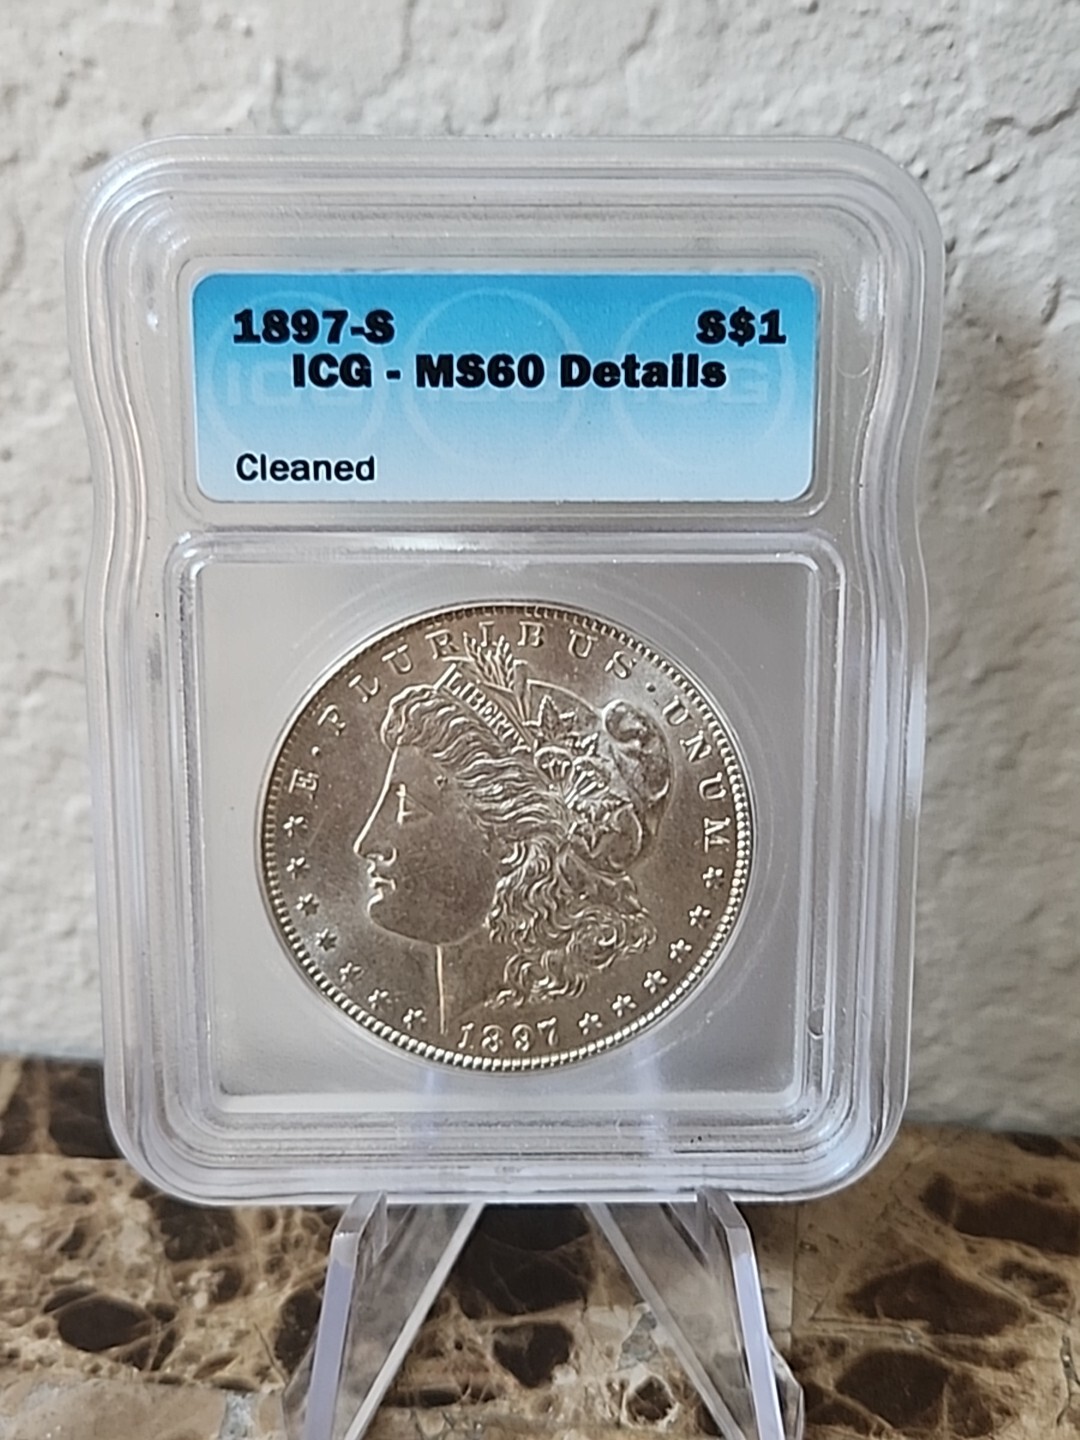 1897-S S$1
ICG - MS60 Details
Cleaned
E · PLURIBUS · UNUM
LIBERTY
1897